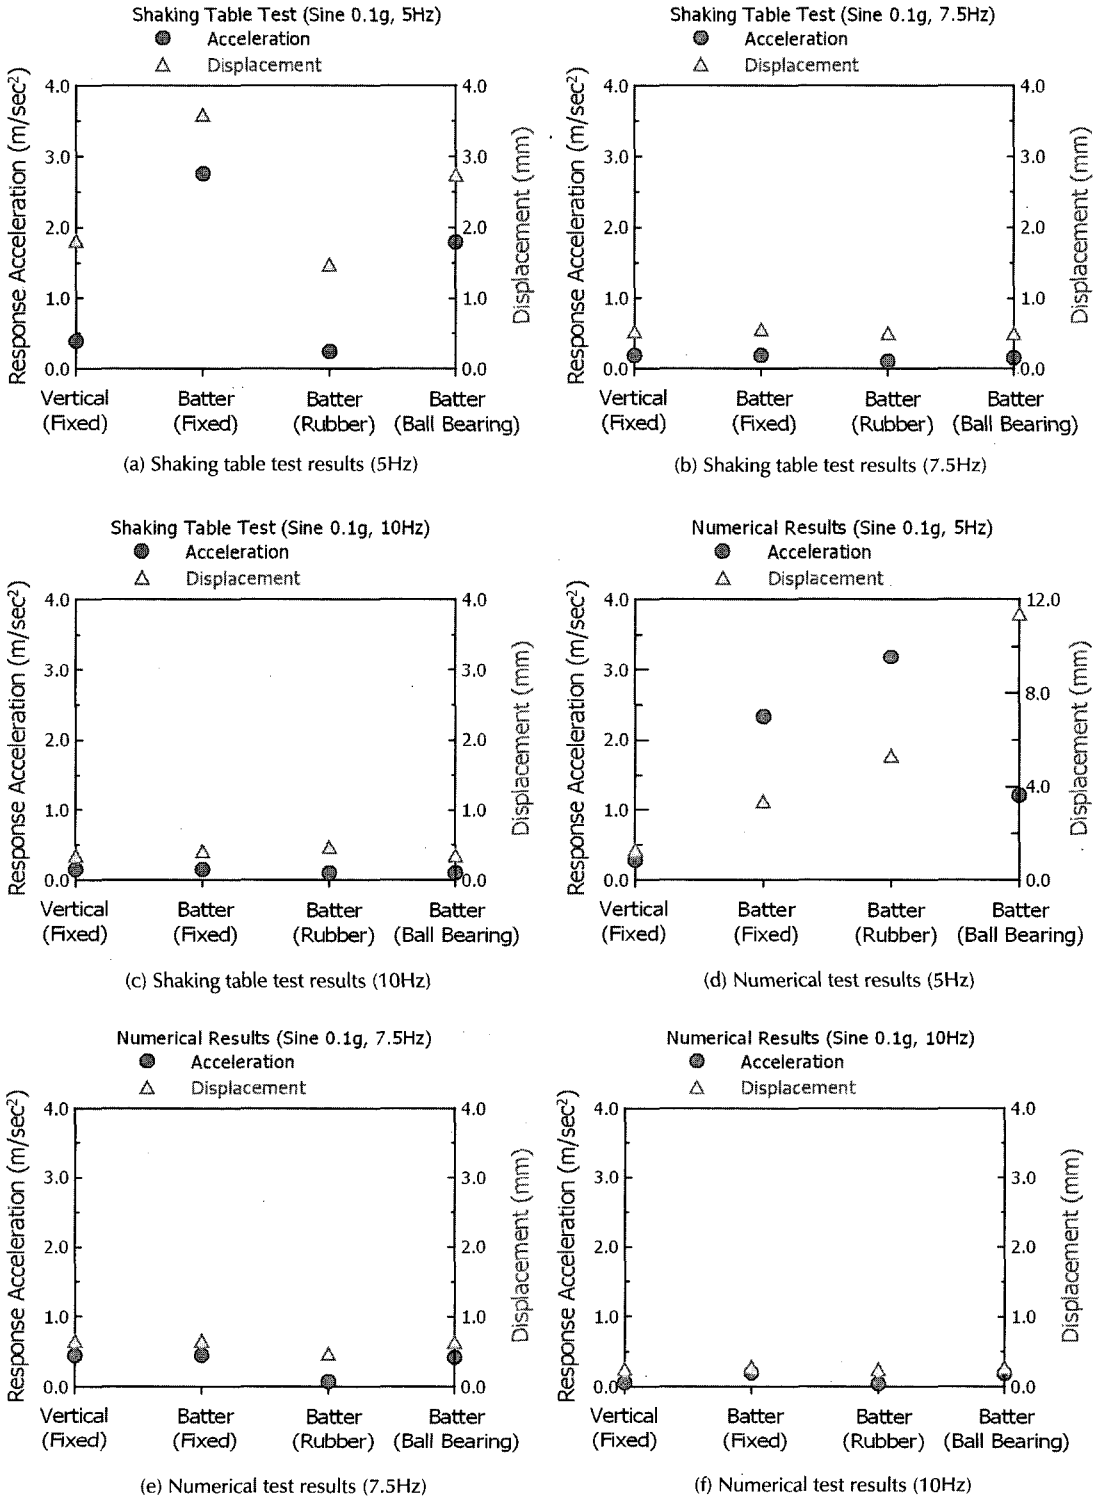 Shaking Table Test (Sine 0.1g, 5Hz)
Acceleration
Displacement
Response Acceleration (m/sec²)
4.0
3.0
2.0
1.0
0.0
4.0
3.0
2.0
1.0
0.0
Displacement (mm)
Vertical Batter Batter Batter
(Fixed) (Fixed) (Rubber) (Ball Bearing)
(a) Shaking table test results (5Hz)
Shaking Table Test (Sine 0.1g, 7.5Hz)
Acceleration
Displacement
Response Acceleration (m/sec²)
4.0
3.0
2.0
1.0
0.0
4.0
3.0
2.0
1.0
0.0
Displacement (mm)
Vertical Batter Batter Batter
(Fixed) (Fixed) (Rubber) (Ball Bearing)
(b) Shaking table test results (7.5Hz)
Shaking Table Test (Sine 0.1g, 10Hz)
Acceleration
Displacement
Response Acceleration (m/sec²)
4.0
3.0
2.0
1.0
0.0
4.0
3.0
2.0
1.0
0.0
Displacement (mm)
Vertical Batter Batter Batter
(Fixed) (Fixed) (Rubber) (Ball Bearing)
(c) Shaking table test results (10Hz)
Numerical Results (Sine 0.1g, 5Hz)
Acceleration
Displacement
Response Acceleration (m/sec²)
4.0
3.0
2.0
1.0
0.0
12.0
8.0
4.0
0.0
Displacement (mm)
Vertical Batter Batter Batter
(Fixed) (Fixed) (Rubber) (Ball Bearing)
(d) Numerical test results (5Hz)
Numerical Results (Sine 0.1g, 7.5Hz)
Acceleration
Displacement
Response Acceleration (m/sec²)
4.0
3.0
2.0
1.0
0.0
4.0
3.0
2.0
1.0
0.0
Displacement (mm)
Vertical Batter Batter Batter
(Fixed) (Fixed) (Rubber) (Ball Bearing)
(e) Numerical test results (7.5Hz)
Numerical Results (Sine 0.1g, 10Hz)
Acceleration
Displacement
Response Acceleration (m/sec²)
4.0
3.0
2.0
1.0
0.0
4.0
3.0
2.0
1.0
0.0
Displacement (mm)
Vertical Batter Batter Batter
(Fixed) (Fixed) (Rubber) (Ball Bearing)
(f) Numerical test results (10Hz)